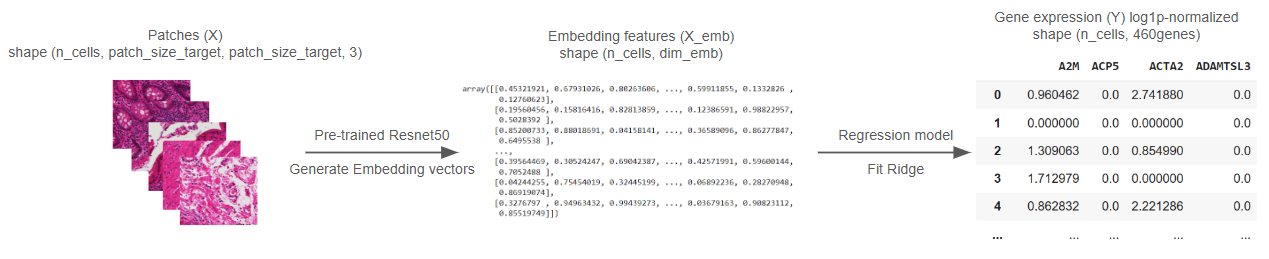 Patches (X)
shape (n_cells, patch_size_target, patch_size_target, 3)
Pre-trained Resnet50
Generate Embedding vectors
Embedding features (X_emb)
shape (n_cells, dim_emb)
array([[0.45321921, 0.67931026, 0.80263606, ..., 0.59911855, 0.1332826 ,
0.12760623],
[0.19560456, 0.15816416, 0.82813859, ..., 0.12386591, 0.98822957,
0.5028392 ],
[0.85200733, 0.88018691, 0.04158141, ..., 0.36589096, 0.86277847,
0.6495538 ],
...,
[0.39564469, 0.30524247, 0.69042387, ..., 0.42571991, 0.59600144,
0.7052488 ],
[0.04244255, 0.75454019, 0.32445199, ..., 0.06892236, 0.28270948,
0.86919074],
[0.3276797 , 0.94963432, 0.99439273, ..., 0.03679163, 0.90823112,
0.85519749]])
Regression model
Fit Ridge
Gene expression (Y) log1p-normalized
shape (n_cells, 460genes)
A2M ACP5 ACTA2 ADAMTSL3
0 0.960462 0.0 2.741880 0.0
1 0.000000 0.0 0.000000 0.0
2 1.309063 0.0 0.854990 0.0
3 1.712979 0.0 0.000000 0.0
4 0.862832 0.0 2.221286 0.0
... ... ... ... ...